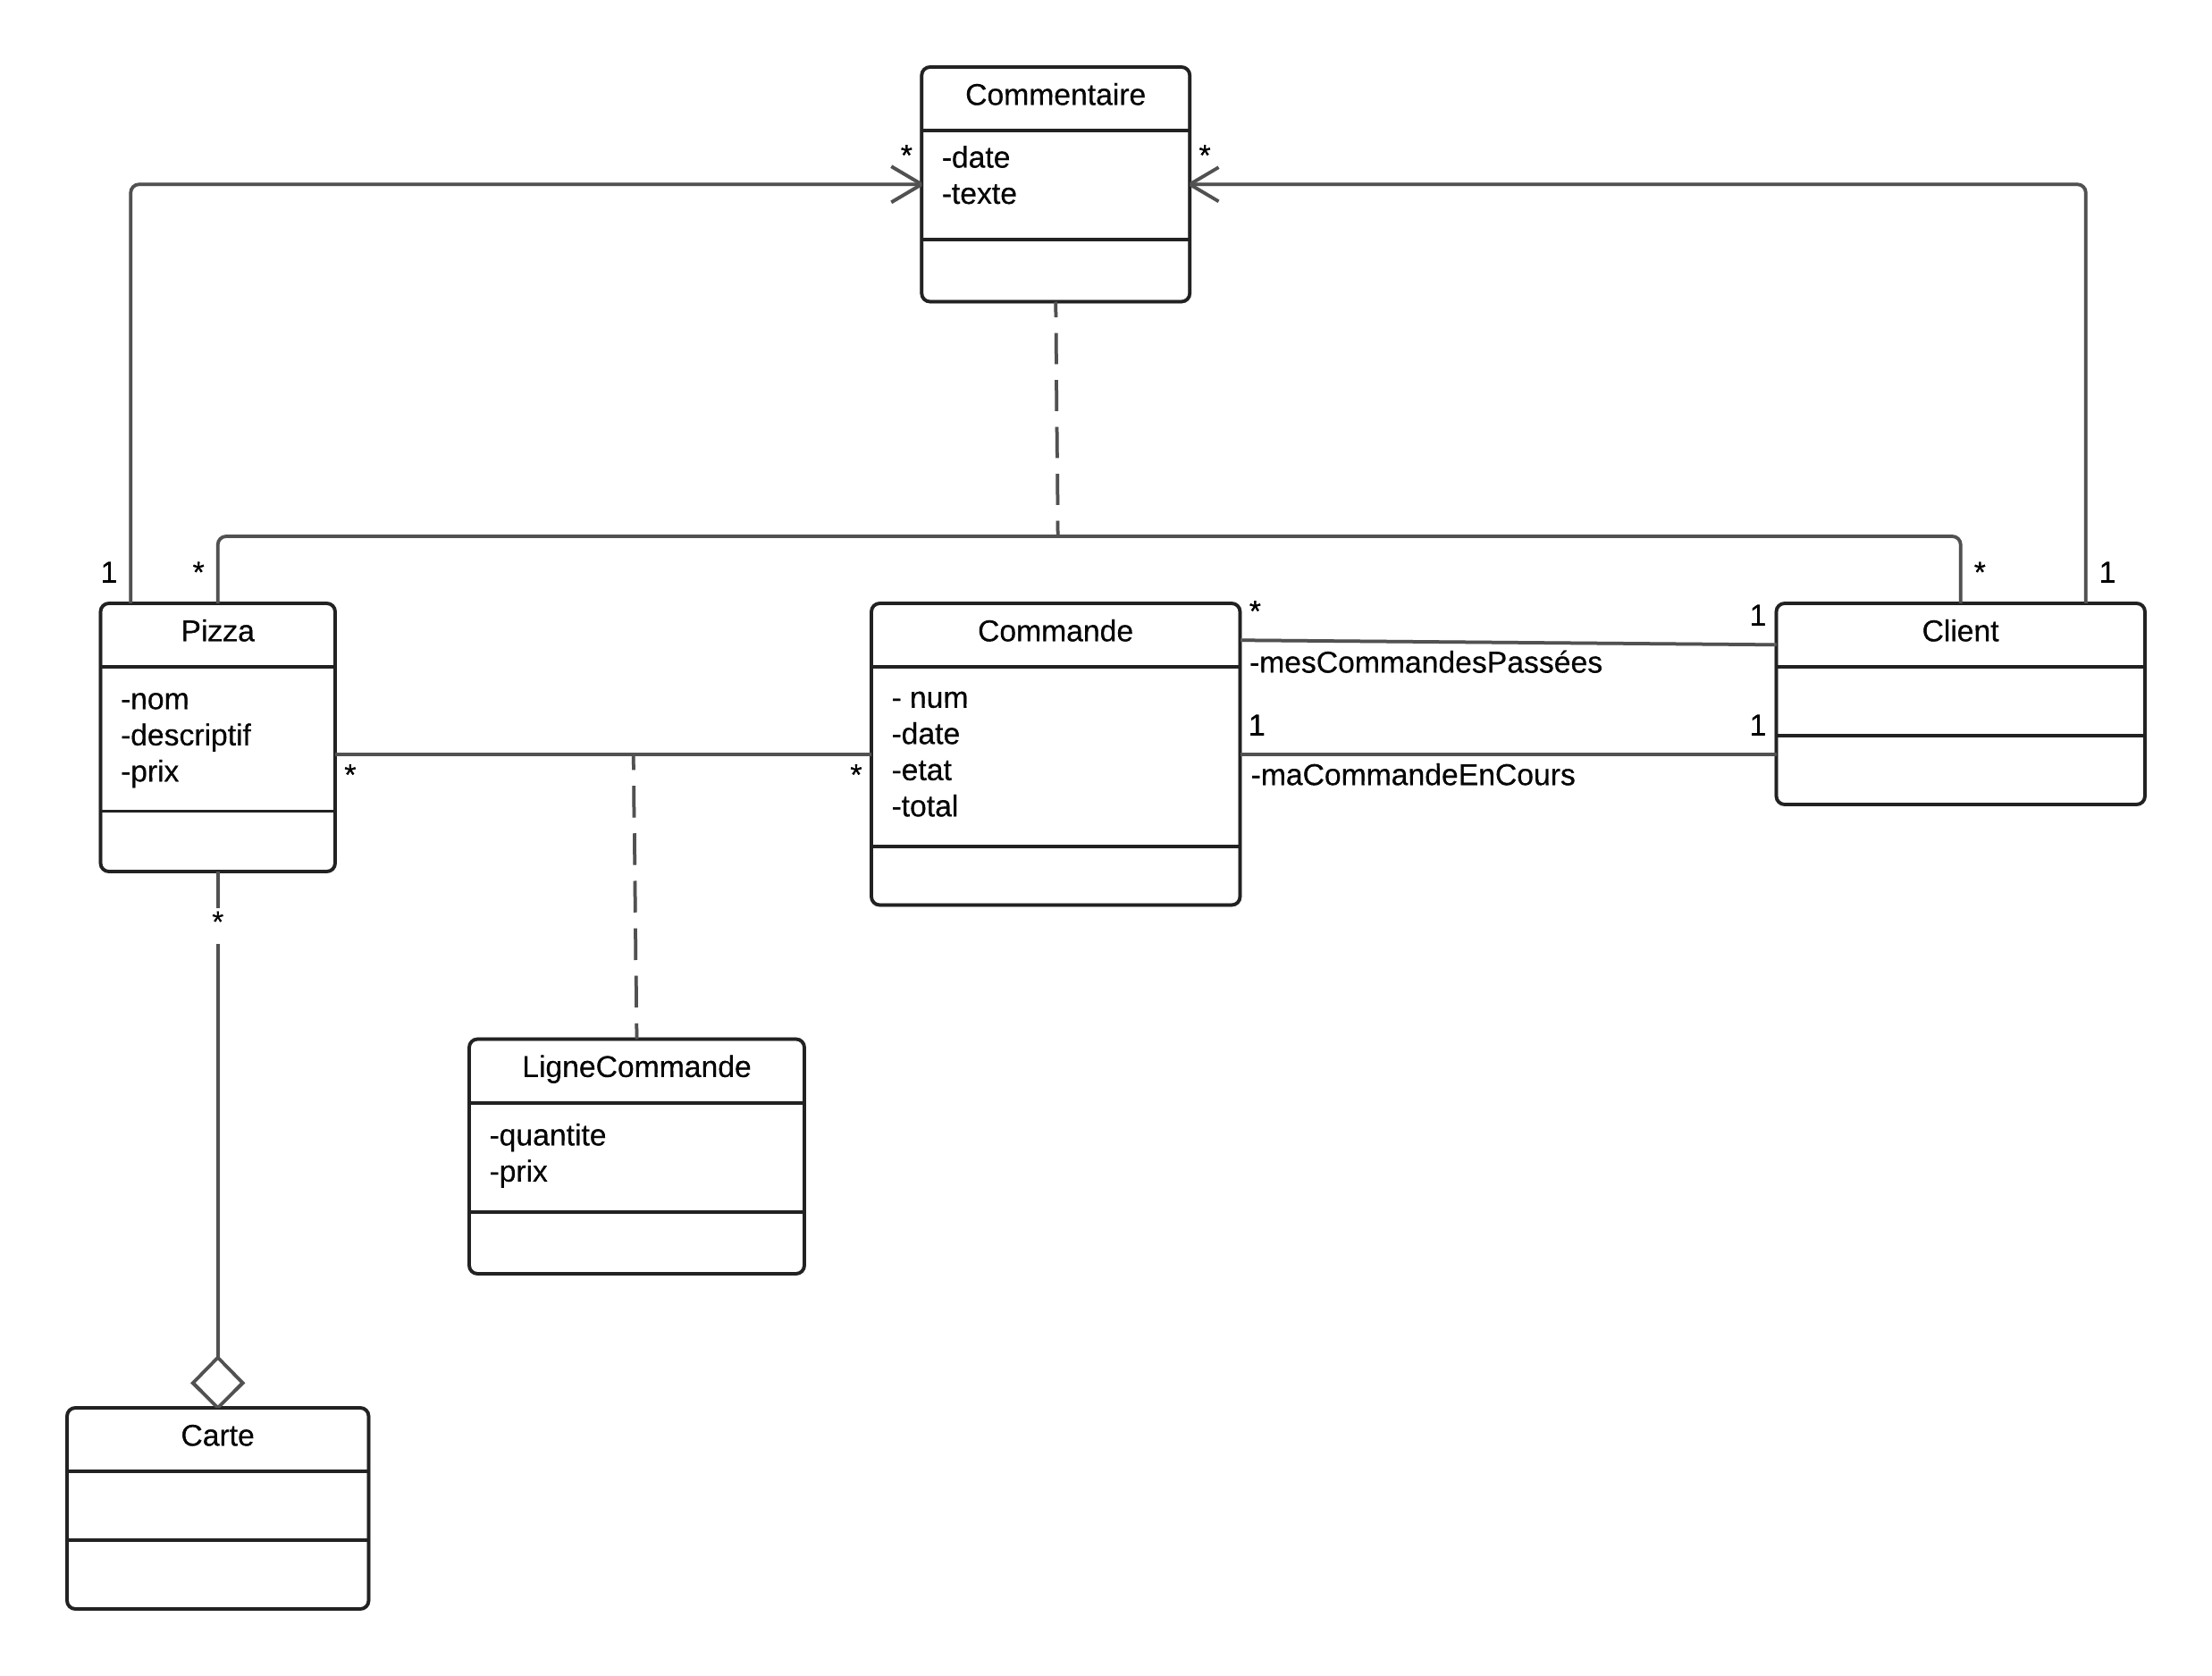 Commentaire
* *
-date
-texte
1 * * 1
Pizza
-nom
-descriptif
-prix
* *
Commande
- num
-date
-etat
-total
* 1
-mesCommandesPassées
1 1
-maCommandeEnCours
Client
*
LigneCommande
-quantite
-prix
Carte